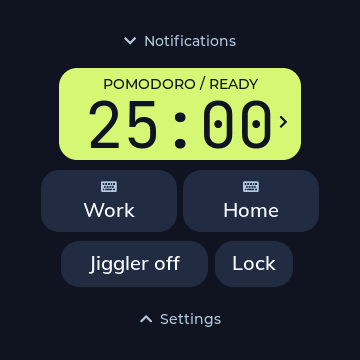 Notifications
POMODORO / READY
25:00
Work
Home
Jiggler off
Lock
Settings